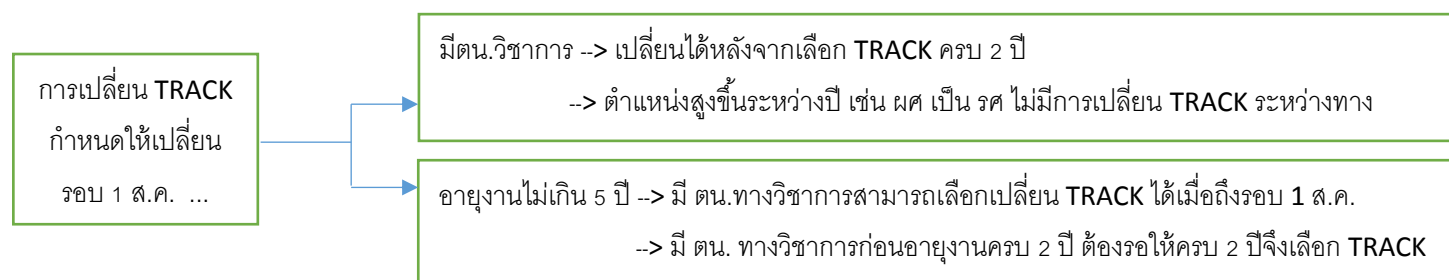 การเปลี่ยน TRACK
กำหนดให้เปลี่ยน
รอบ 1 ส.ค. ...
มีตน.วิชาการ --> เปลี่ยนได้หลังจากเลือก TRACK ครบ 2 ปี
--> ตำแหน่งสูงขึ้นระหว่างปี เช่น ผศ เป็น รศ ไม่มีการเปลี่ยน TRACK ระหว่างทาง
อายุงานไม่เกิน 5 ปี --> มี ตน.ทางวิชาการสามารถเลือกเปลี่ยน TRACK ได้เมื่อถึงรอบ 1 ส.ค.
--> มี ตน. ทางวิชาการก่อนอายุงานครบ 2 ปี ต้องรอให้ครบ 2 ปีจึงเลือก TRACK